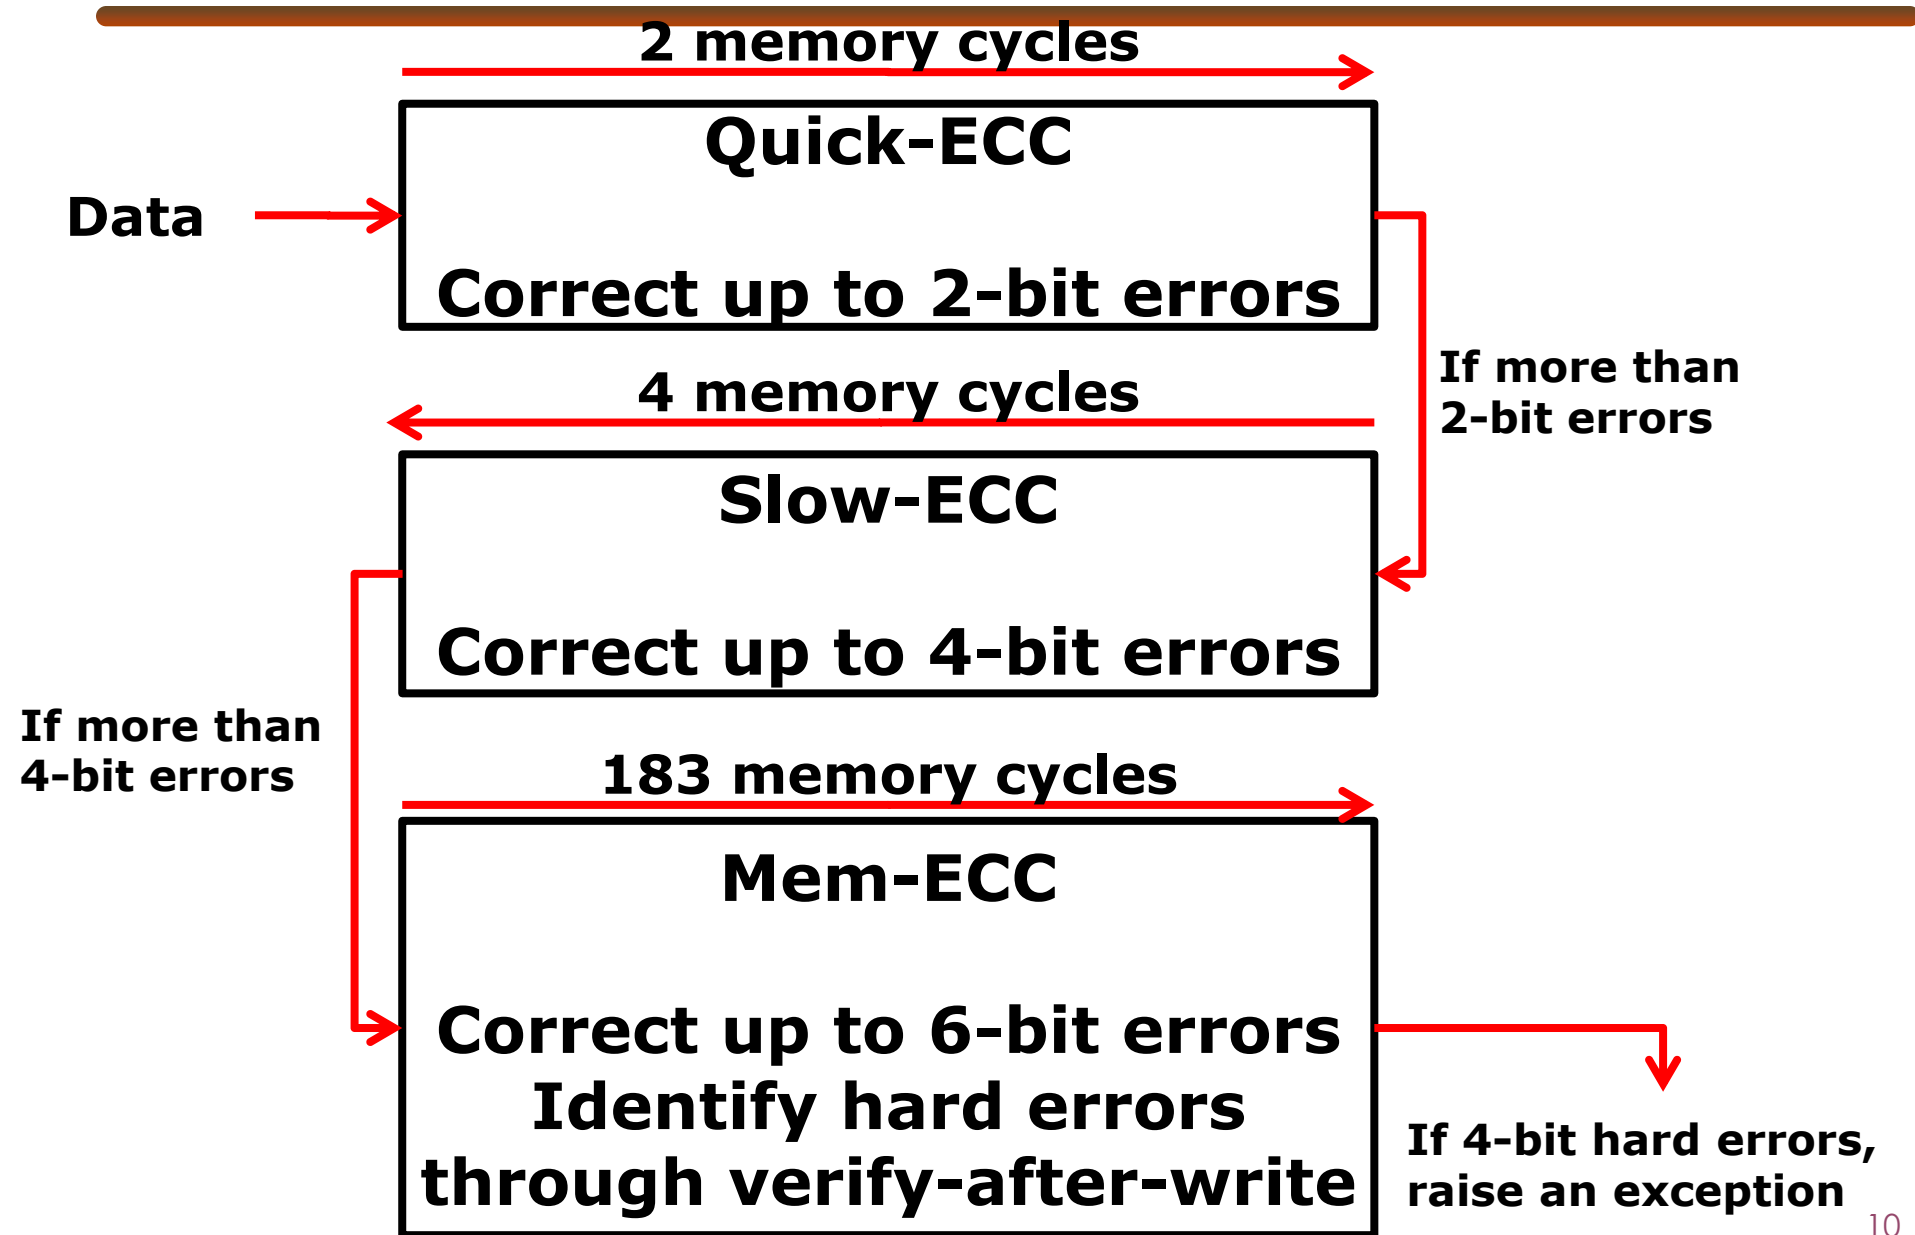 2 memory cycles
Quick-ECC
Data
Correct up to 2-bit errors
If more than
2-bit errors
4 memory cycles
Slow-ECC
Correct up to 4-bit errors
If more than
4-bit errors
183 memory cycles
Mem-ECC
Correct up to 6-bit errors
Identify hard errors
through verify-after-write
If 4-bit hard errors,
raise an exception
10